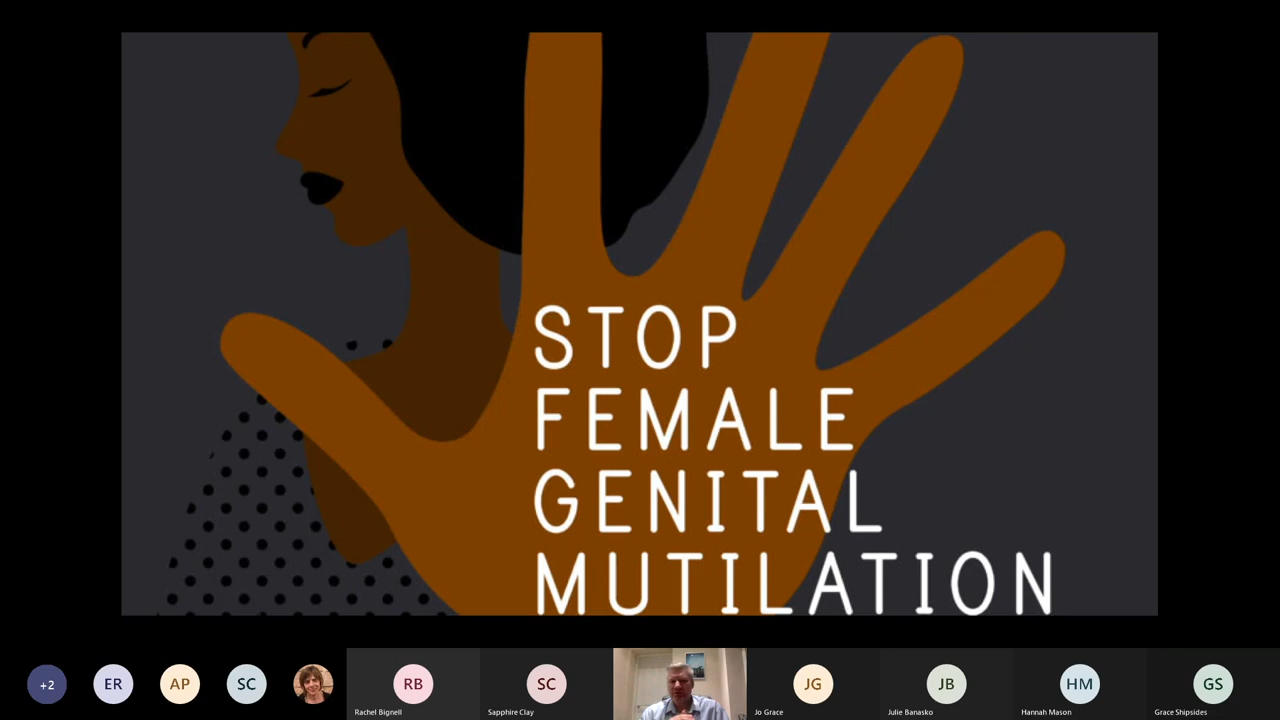 STOP
FEMALE
GENITAL
MUTILATION
+2
ER
AP
SC
RB
Rachel Bignell
SC
Sapphire Clay
JG
Jo Grace
JB
Julie Banasko
HM
Hannah Mason
GS
Grace Shipsides